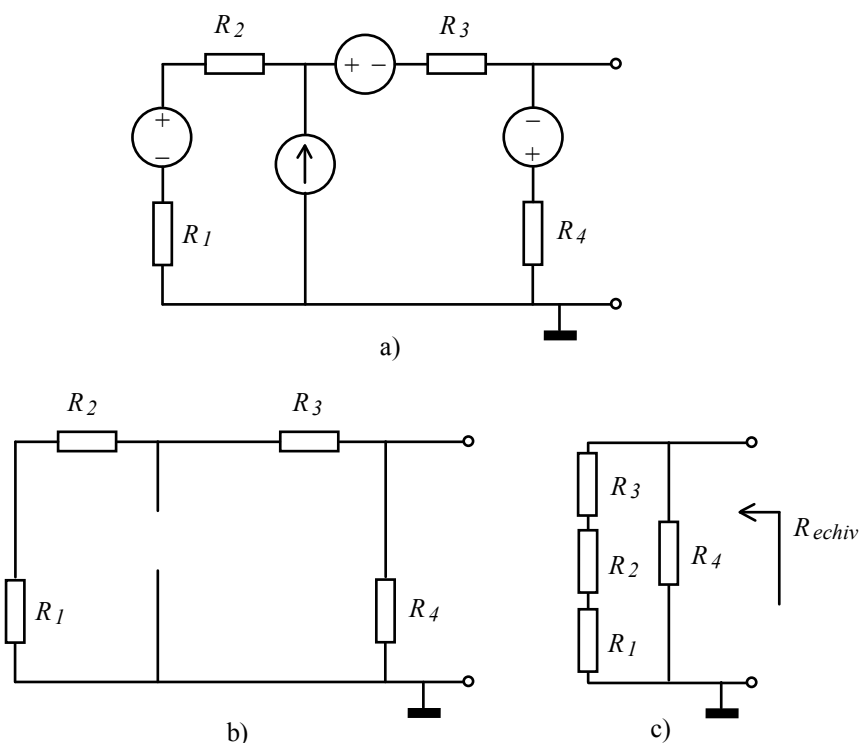 R2
R3
+ −
+
−
−
+
R1
R4
a)
R2
R3
R1
R4
b)
R3
R2
R1
R4
Rechiv
c)